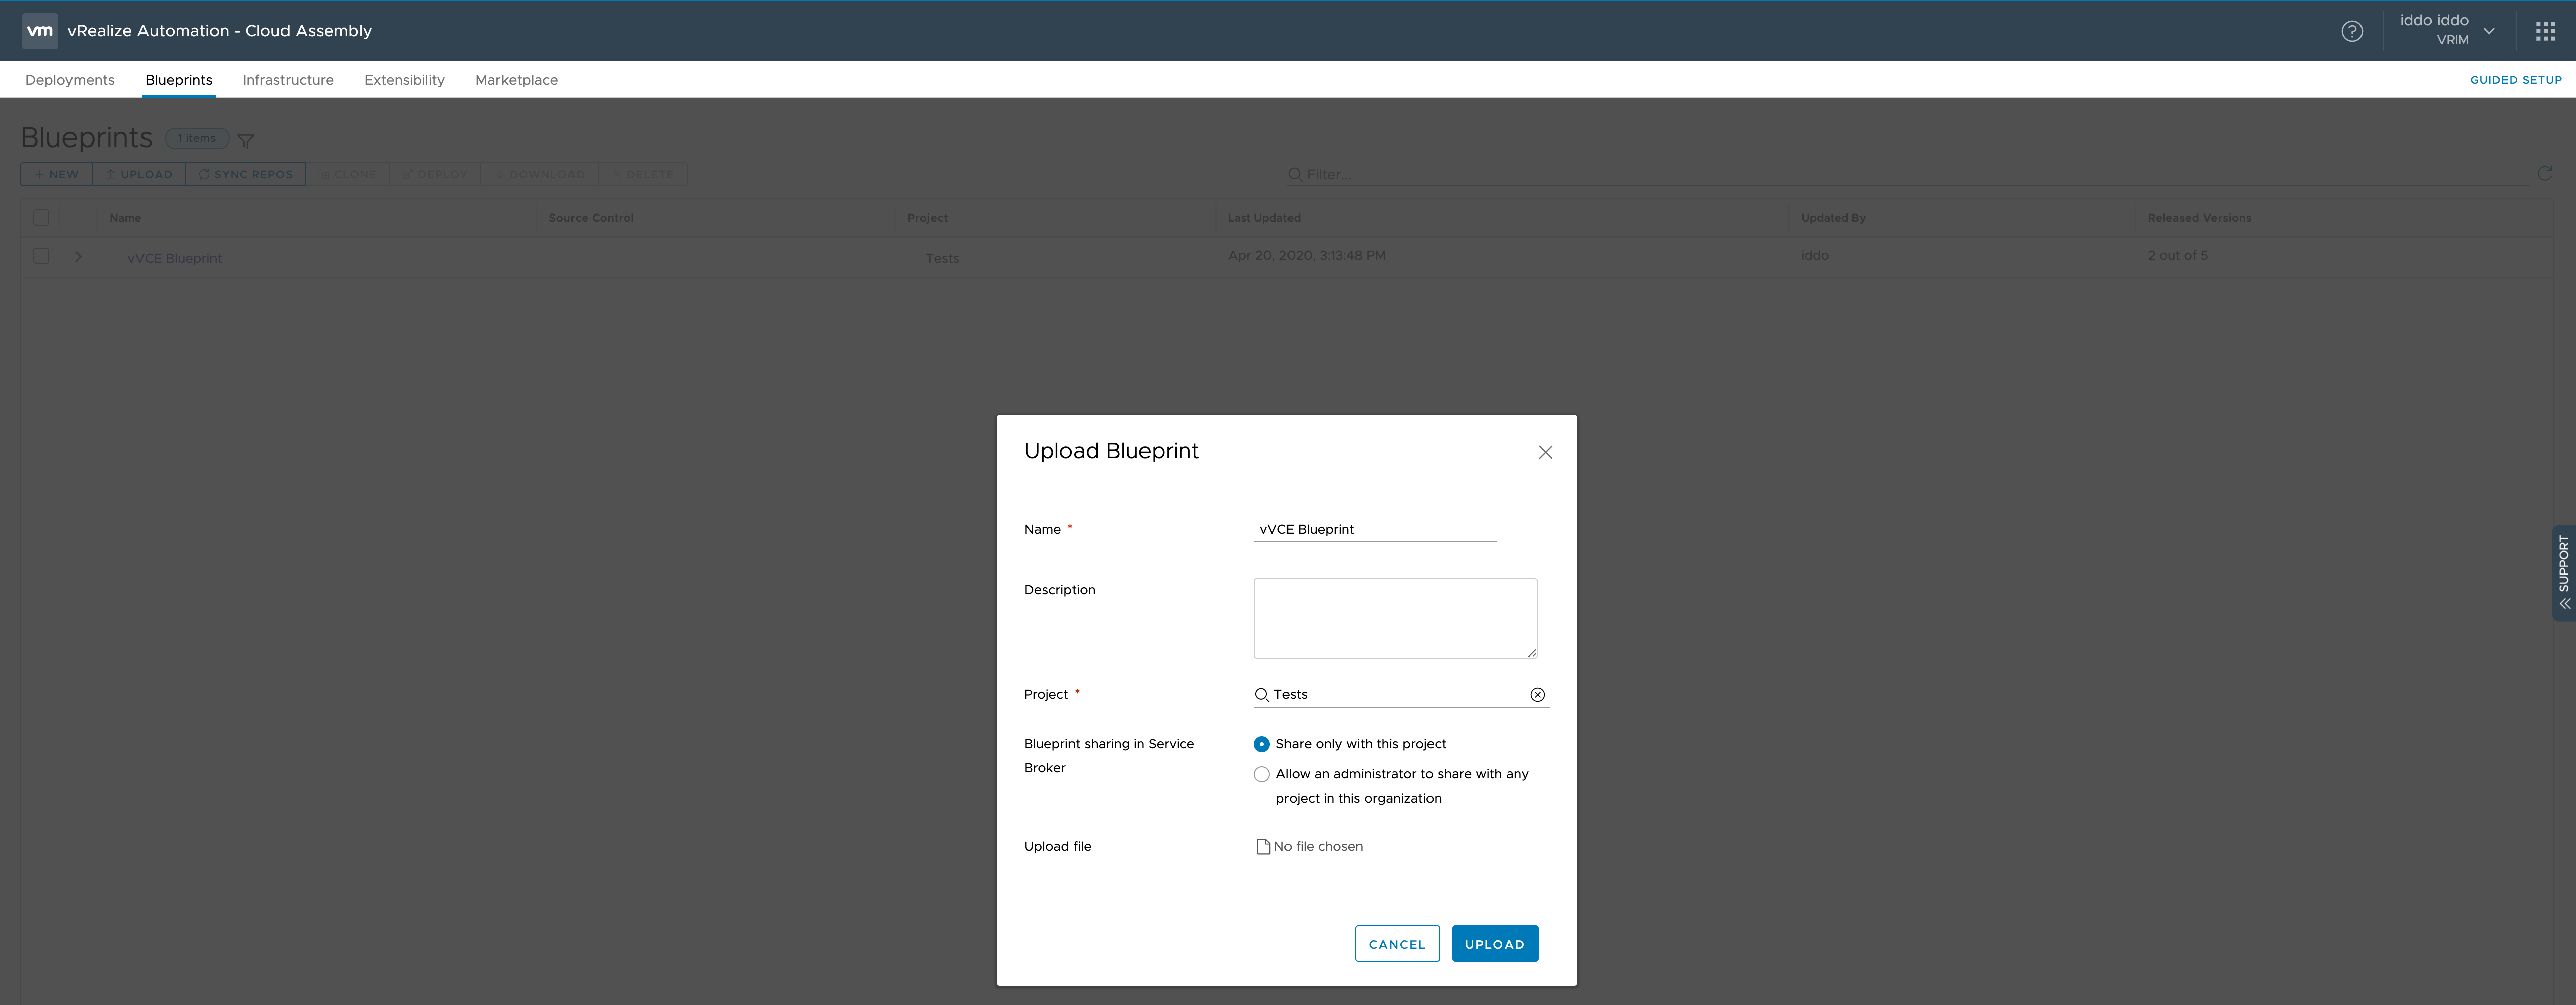 vm vRealize Automation - Cloud Assembly
iddo iddo
VRIM
Deployments Blueprints Infrastructure Extensibility Marketplace GUIDED SETUP
Blueprints 1 items
+ NEW UPLOAD SYNC REPOS CLONE DEPLOY DOWNLOAD DELETE Filter...
Name Source Control Project Last Updated Updated By Released Versions
vVCE Blueprint Tests Apr 20, 2020, 3:13:48 PM iddo 2 out of 5
Upload Blueprint
Name * vVCE Blueprint
Description
Project * Tests
Blueprint sharing in Service
Broker
Share only with this project
Allow an administrator to share with any
project in this organization
Upload file No file chosen
CANCEL UPLOAD
SUPPORT